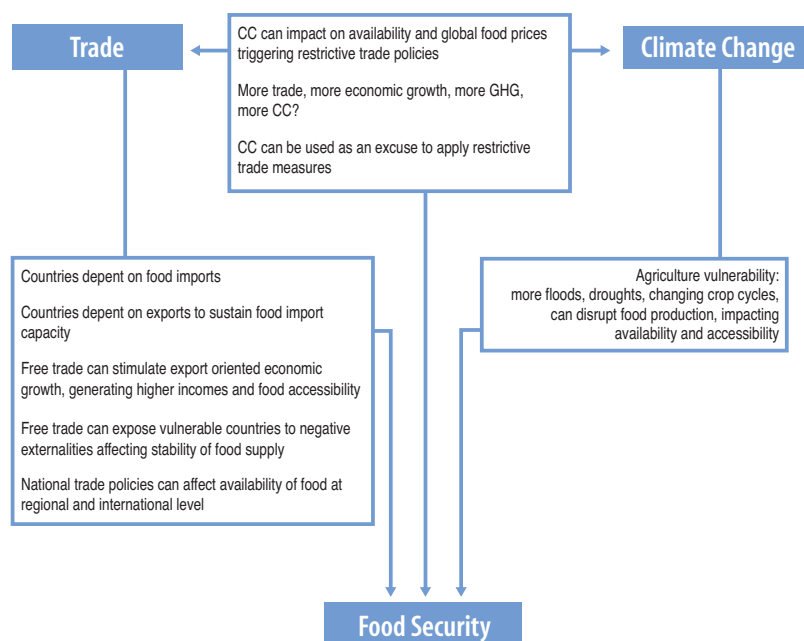 Trade
CC can impact on availability and global food prices
triggering restrictive trade policies
More trade, more economic growth, more GHG,
more CC?
CC can be used as an excuse to apply restrictive
trade measures
Climate Change
Countries depent on food imports
Countries depent on exports to sustain food import
capacity
Free trade can stimulate export oriented economic
growth, generating higher incomes and food accessibility
Free trade can expose vulnerable countries to negative
externalities affecting stability of food supply
National trade policies can affect availability of food at
regional and international level
Agriculture vulnerability:
more floods, droughts, changing crop cycles,
can disrupt food production, impacting
availability and accessibility
Food Security